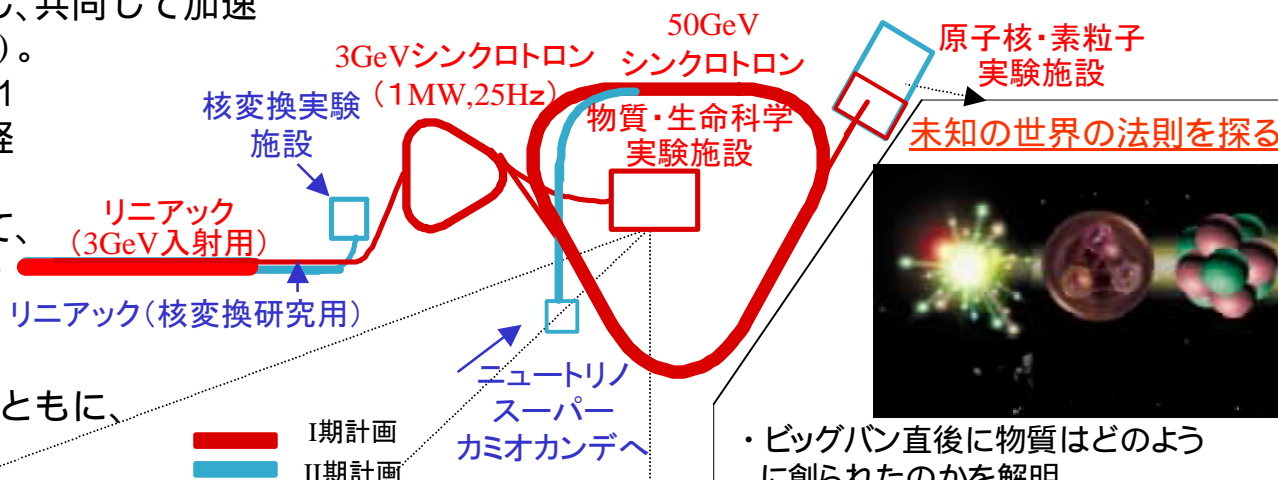 し、共同して加速
)。
1
経
て、
ともに、
50GeV
シンクロトロン
3GeVシンクロトロン
（１MW,25Hz）
原子核・素粒子
実験施設
核変換実験
施設
物質・生命科学
実験施設
未知の世界の法則を探る
リニアック
（3GeV入射用）
リニアック（核変換研究用）
ニュートリノ
スーパー
カミオカンデへ
I期計画
II期計画
・ビッグバン直後に物質はどのよう
に創られたのかを解明